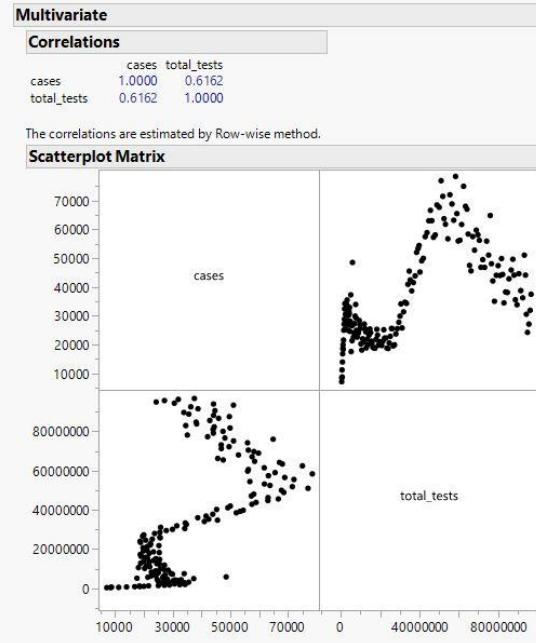 Multivariate
Correlations
cases total_tests
cases 1.0000 0.6162
total_tests 0.6162 1.0000
The correlations are estimated by Row-wise method.
Scatterplot Matrix
70000
60000
50000
40000
30000
20000
10000
cases
80000000
60000000
40000000
20000000
0
total_tests
10000 30000 50000 70000 0 40000000 80000000